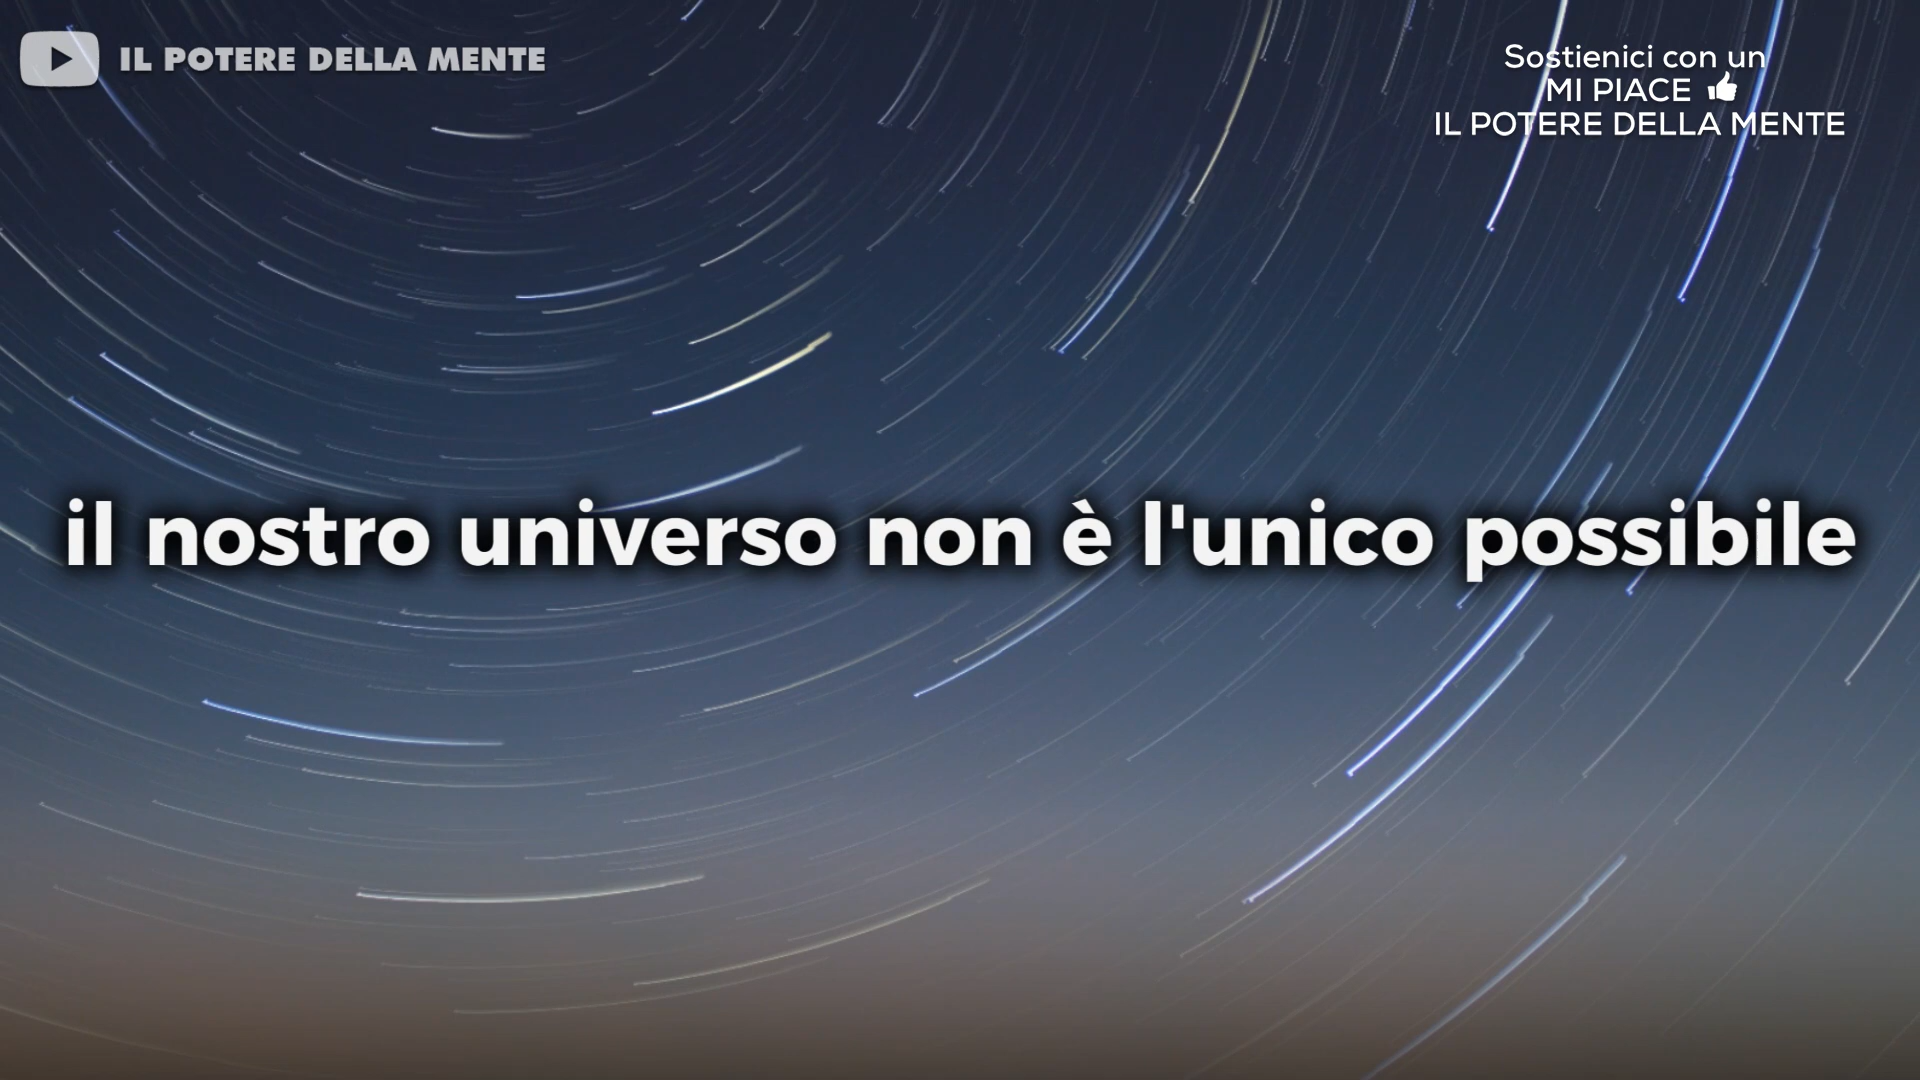 IL POTERE DELLA MENTE
Sostienici con un
MI PIACE
IL POTERE DELLA MENTE
il nostro universo non è l'unico possibile